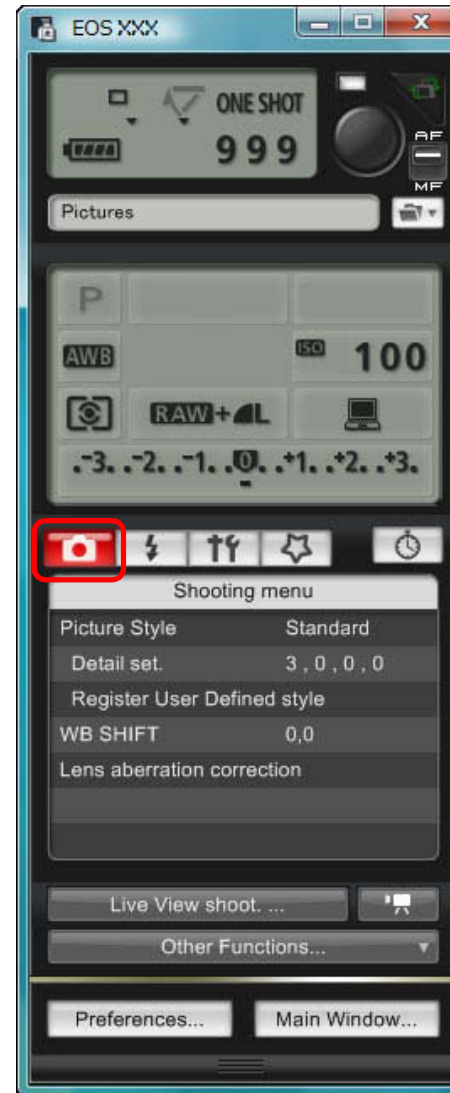 EOS XXX
ONE SHOT
999
AF
MF
Pictures
P
AWB
ISO 100
RAW+L
.-3. .-2. .-1. .0. .+1. .+2. .+3.
Shooting menu
Picture Style Standard
Detail set. 3 , 0 , 0 , 0
Register User Defined style
WB SHIFT 0,0
Lens aberration correction
Live View shoot. ...
Other Functions...
Preferences... Main Window...